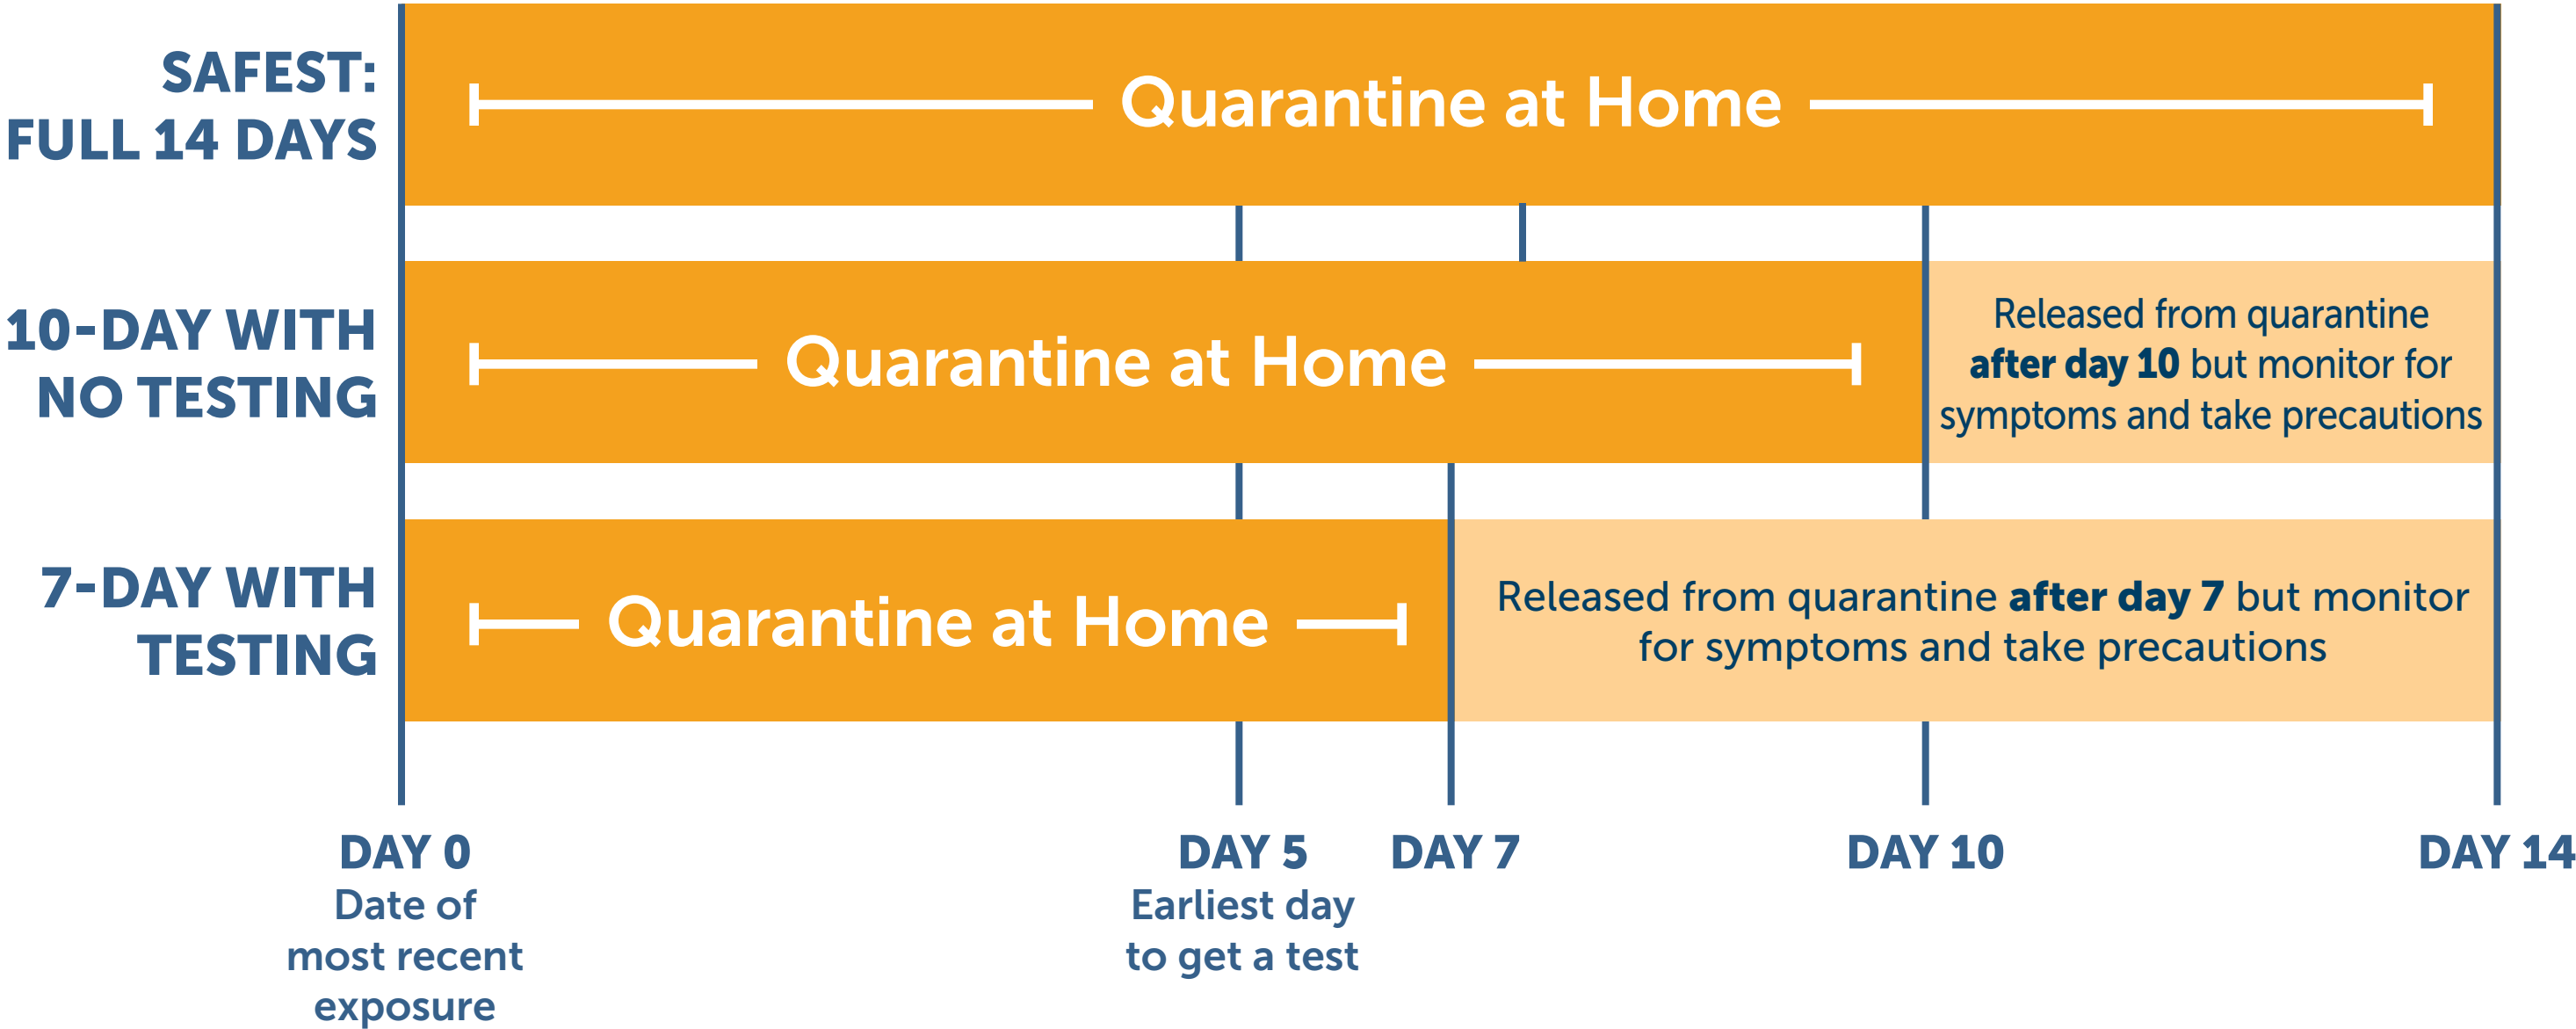 SAFEST:
FULL 14 DAYS
Quarantine at Home
10-DAY WITH
NO TESTING
Quarantine at Home
Released from quarantine
after day 10 but monitor for
symptoms and take precautions
7-DAY WITH
TESTING
Quarantine at Home
Released from quarantine after day 7 but monitor
for symptoms and take precautions
DAY 0
Date of
most recent
exposure
DAY 5
Earliest day
to get a test
DAY 7
DAY 10
DAY 14